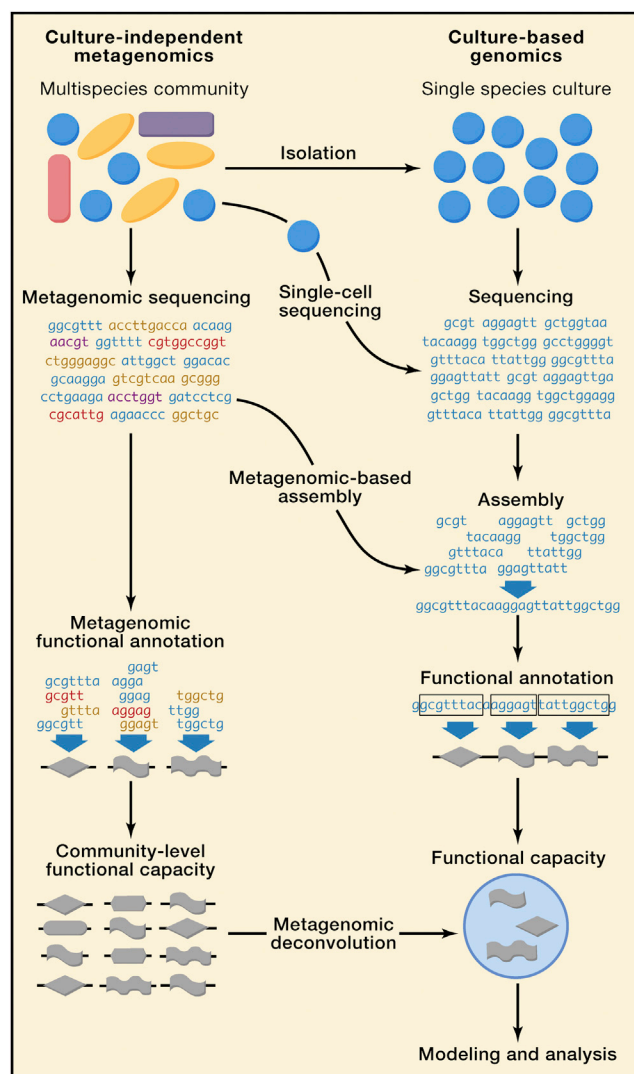 Culture-independent
metagenomics
Multispecies community
Culture-based
genomics
Single species culture
Isolation
Single-cell
sequencing
Metagenomic sequencing
ggcgttt accttgacca acaag
aacgt ggtttt cgtggccggt
ctgggaggc attggct ggacac
gcaagga gtcgtcaa gcggg
cctgaaga acctggt gatcctcg
cgcattg agaaccc ggctgc
Sequencing
gcgt aggagtt gctggtaa
tacaagg tggctgg gcctggggt
gtttaca ttattgg ggcgttta
ggagttatt gcgt aggagttga
gctgg tacaagg tggctggagg
gtttaca ttattgg ggcgttta
Metagenomic-based
assembly
Assembly
gcgt aggagtt gctgg
tacaagg tggctgg
gtttaca ttattgg
ggcgttta ggagttatt
ggcgtttacaaggagttattggctgg
Metagenomic
functional annotation
gagt
gcgttta agga
gcgtt ggag tggctg
gttta aggag ttgg
ggcgtt ggagt tggctg
Functional annotation
ggcgtttacaaggagttattggctgg
Community-level
functional capacity
Functional capacity
Metagenomic
deconvolution
Modeling and analysis